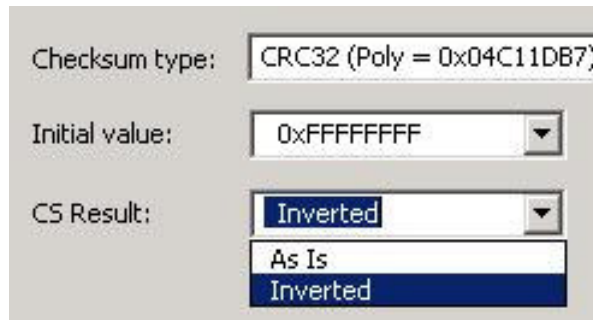 Checksum type: CRC32 (Poly = 0x04C11DB7)
Initial value: 0xFFFFFFFF
CS Result: Inverted
As Is
Inverted